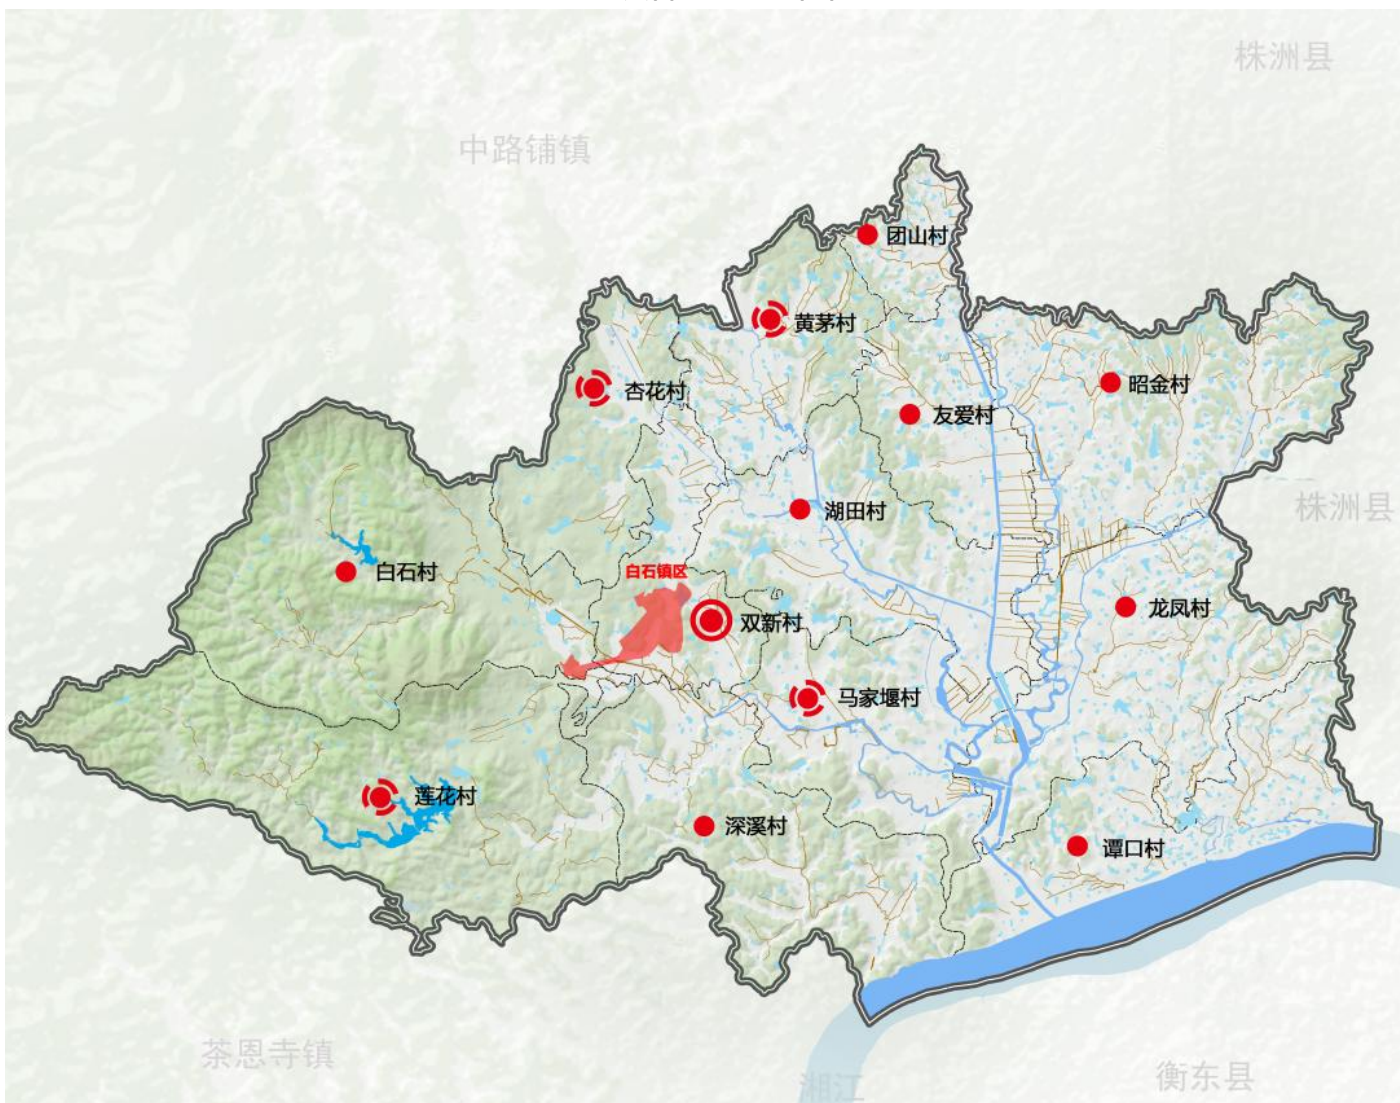 株洲县
中路铺镇
团山村
黄茅村
杏花村
昭金村
友爱村
株洲县
湖田村
白石镇区
白石村
龙凤村
双新村
马家堰村
莲花村
深溪村
谭口村
茶恩寺镇
衡东县
湘江